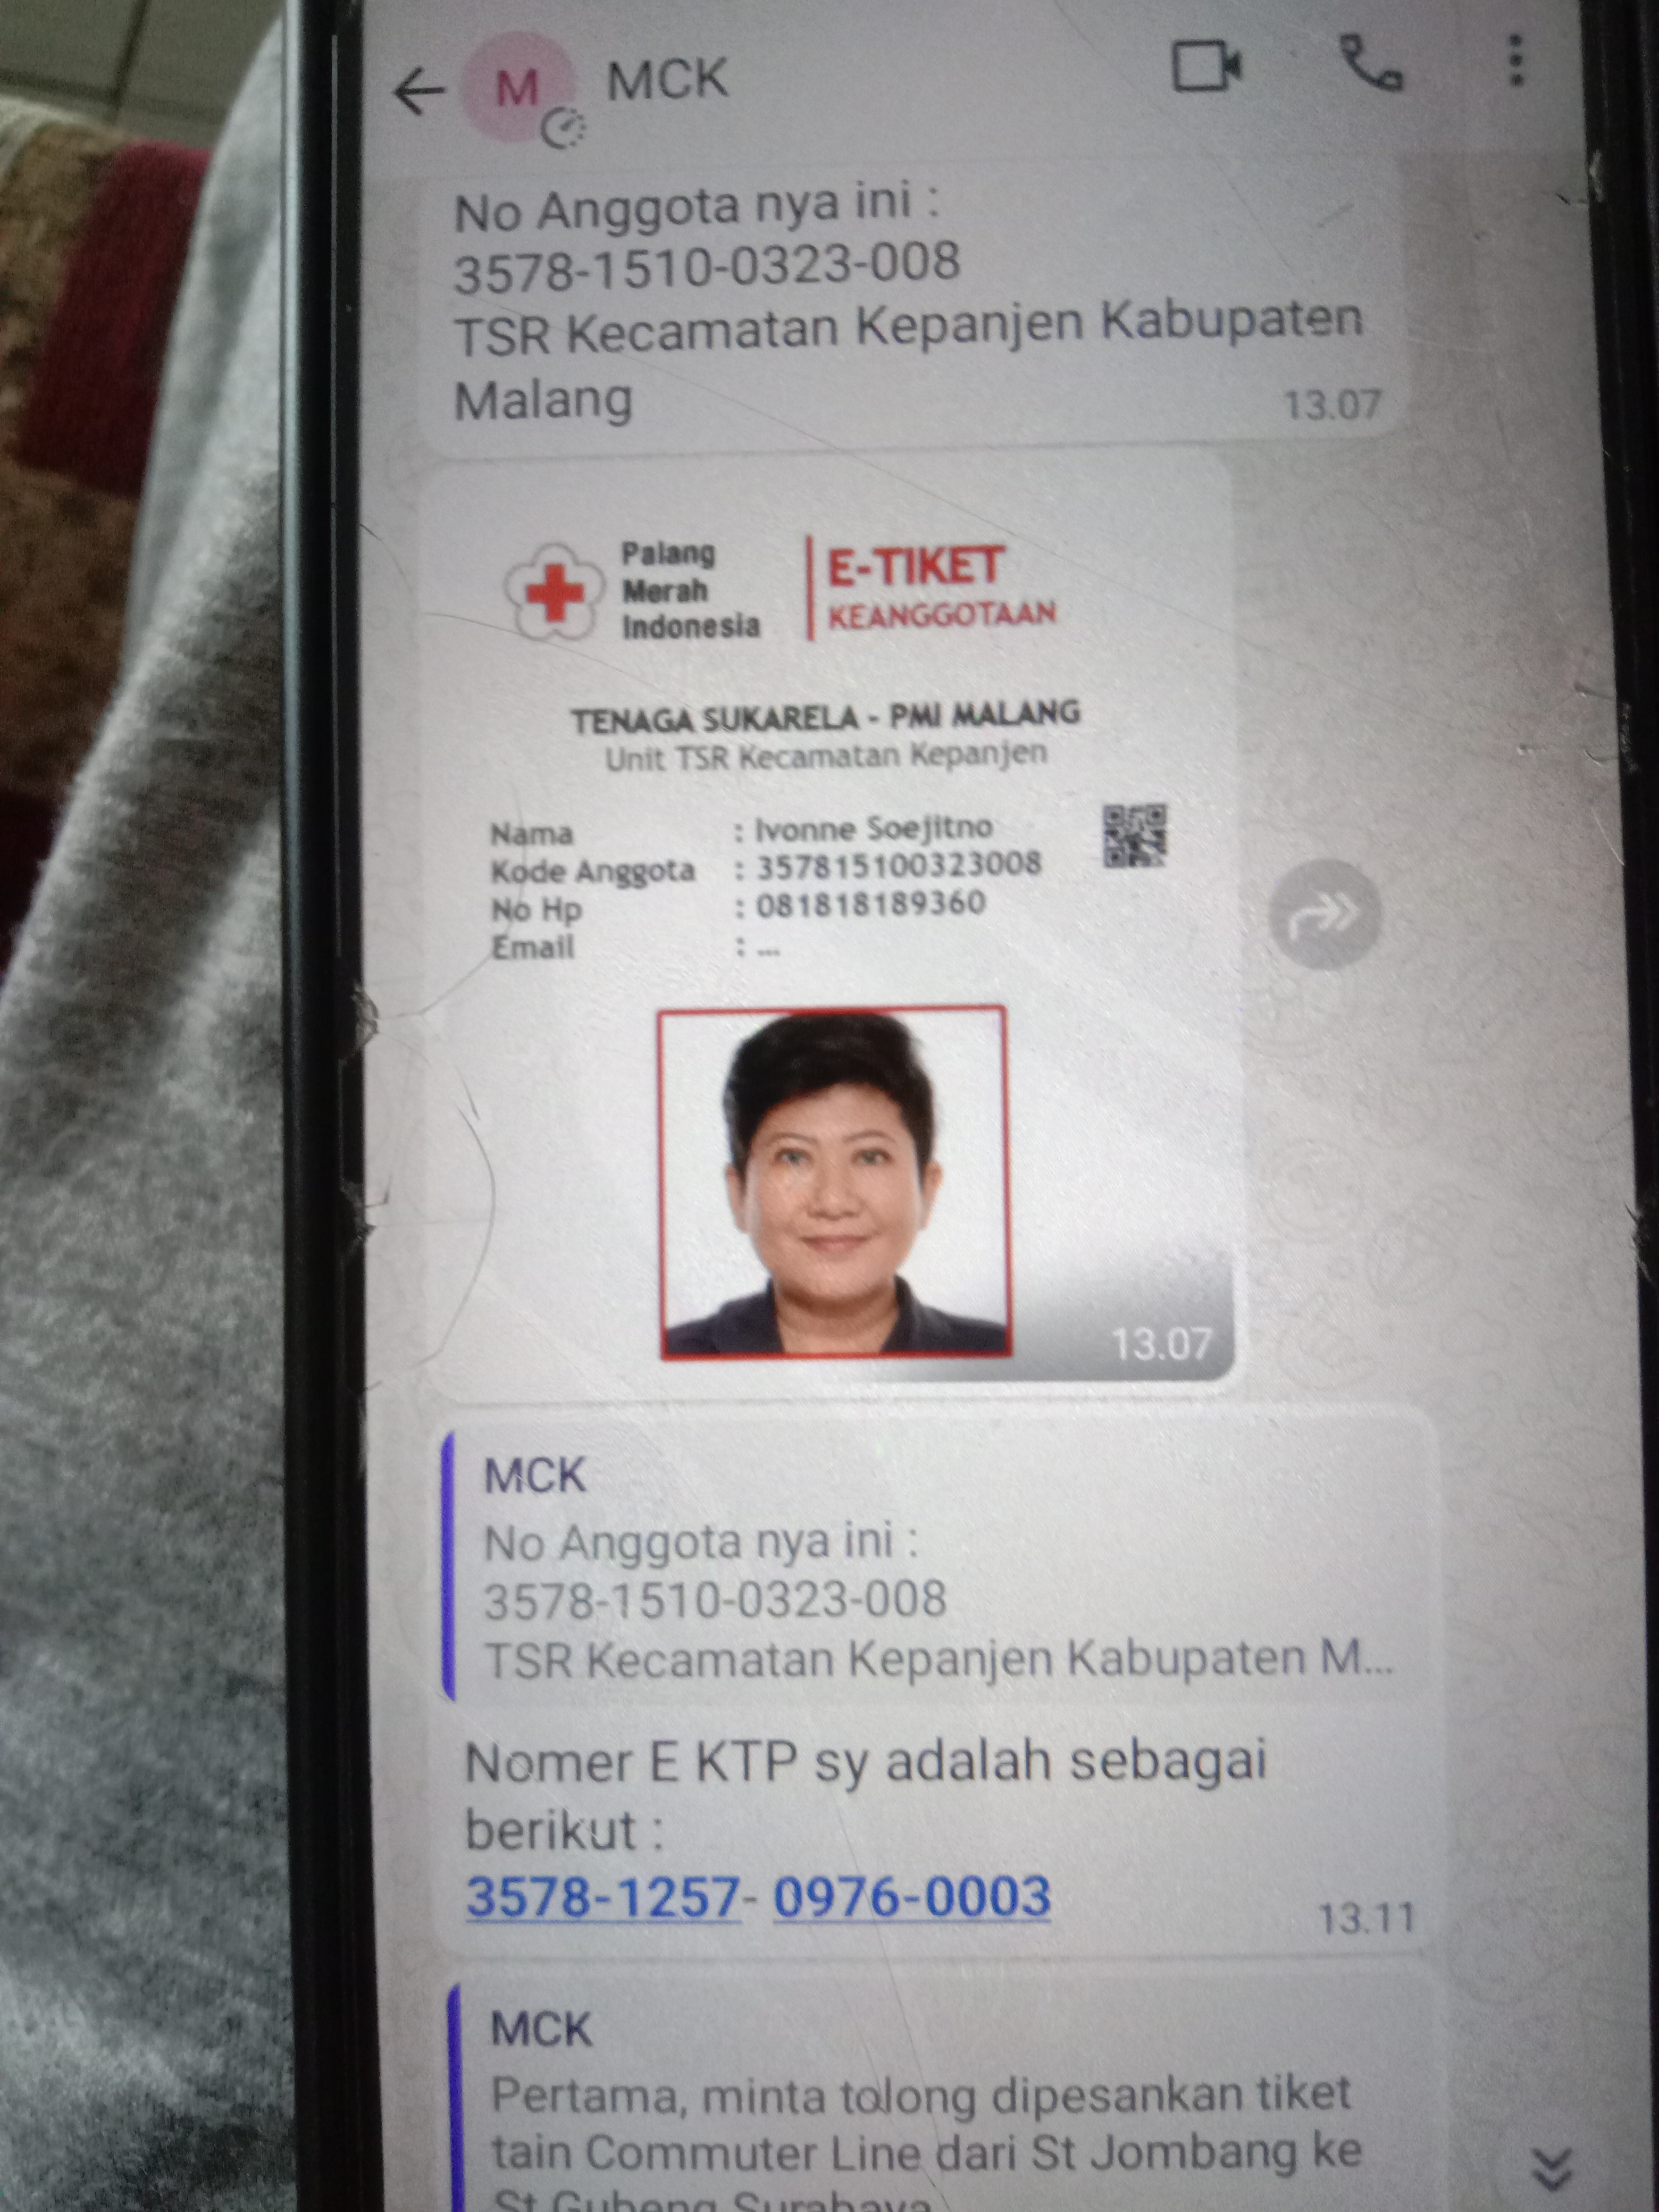 M MCK
No Anggota nya ini :
3578-1510-0323-008
TSR Kecamatan Kepanjen Kabupaten
Malang 13.07
Palang
Merah
Indonesia
E-TIKET
KEANGGOTAAN
TENAGA SUKARELA - PMI MALANG
Unit TSR Kecamatan Kepanjen
Nama : Ivonne Soejitno
Kode Anggota : 357815100323008
No Hp : 081818189360
Email : ...
13.07
MCK
No Anggota nya ini :
3578-1510-0323-008
TSR Kecamatan Kepanjen Kabupaten M...
Nomer E KTP sy adalah sebagai
berikut :
3578-1257- 0976-0003 13.11
MCK
Pertama, minta tolong dipesankan tiket
tain Commuter Line dari St Jombang ke
St Gubeng Surabaya